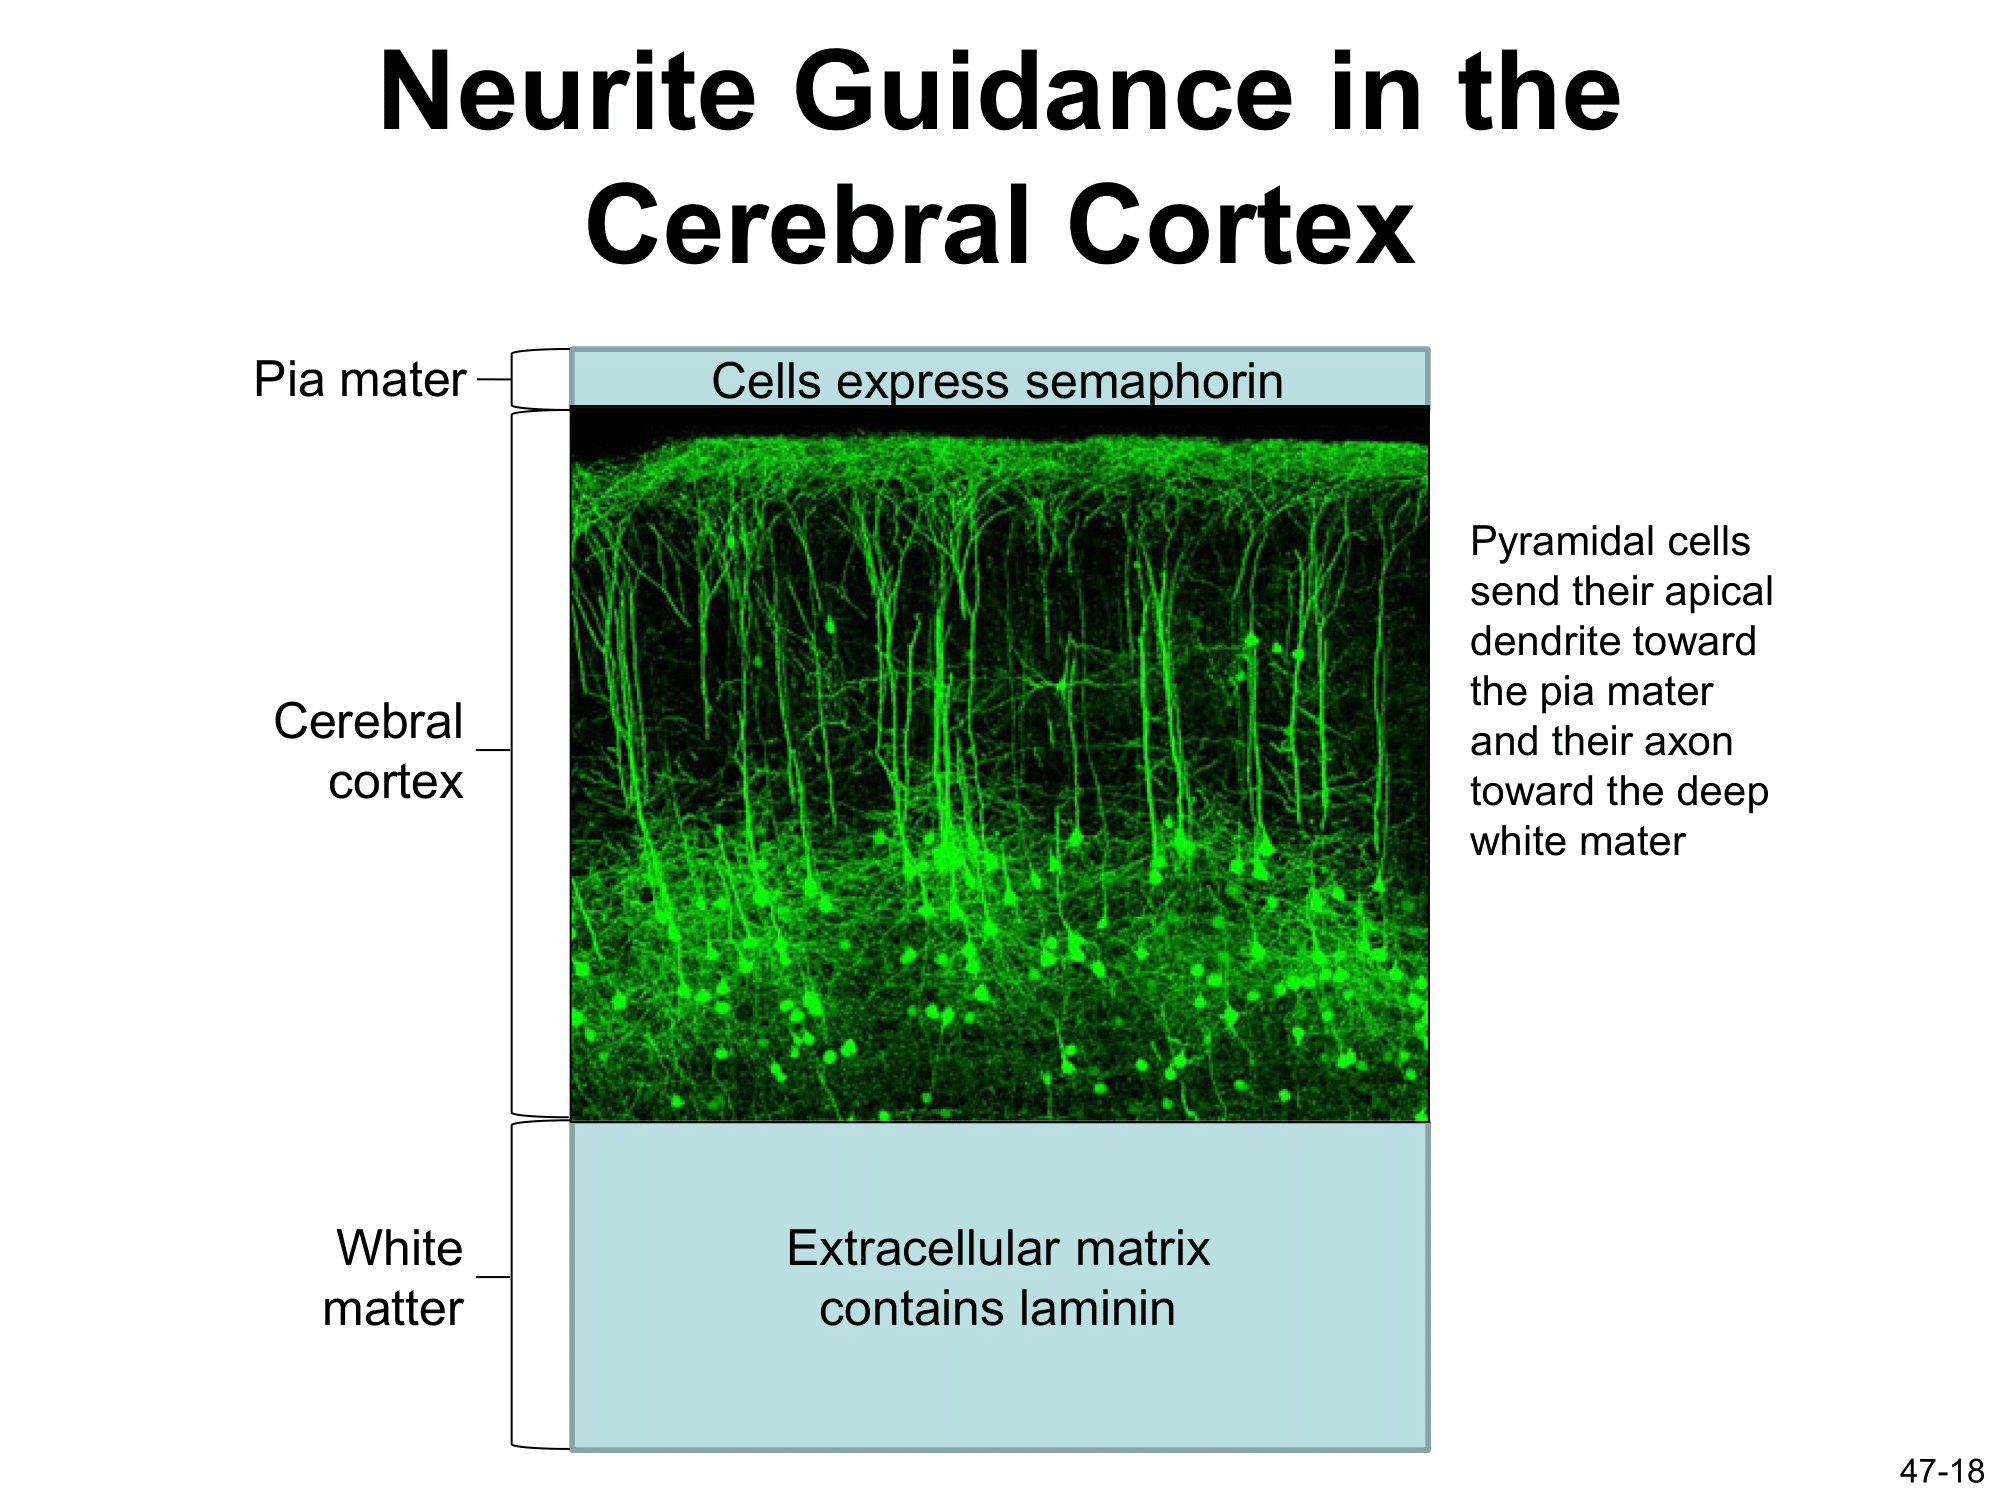 Neurite Guidance in the
Cerebral Cortex
Pia mater
Cells express semaphorin
Cerebral
cortex
Pyramidal cells
send their apical
dendrite toward
the pia mater
and their axon
toward the deep
white mater
White
matter
Extracellular matrix
contains laminin
47-18